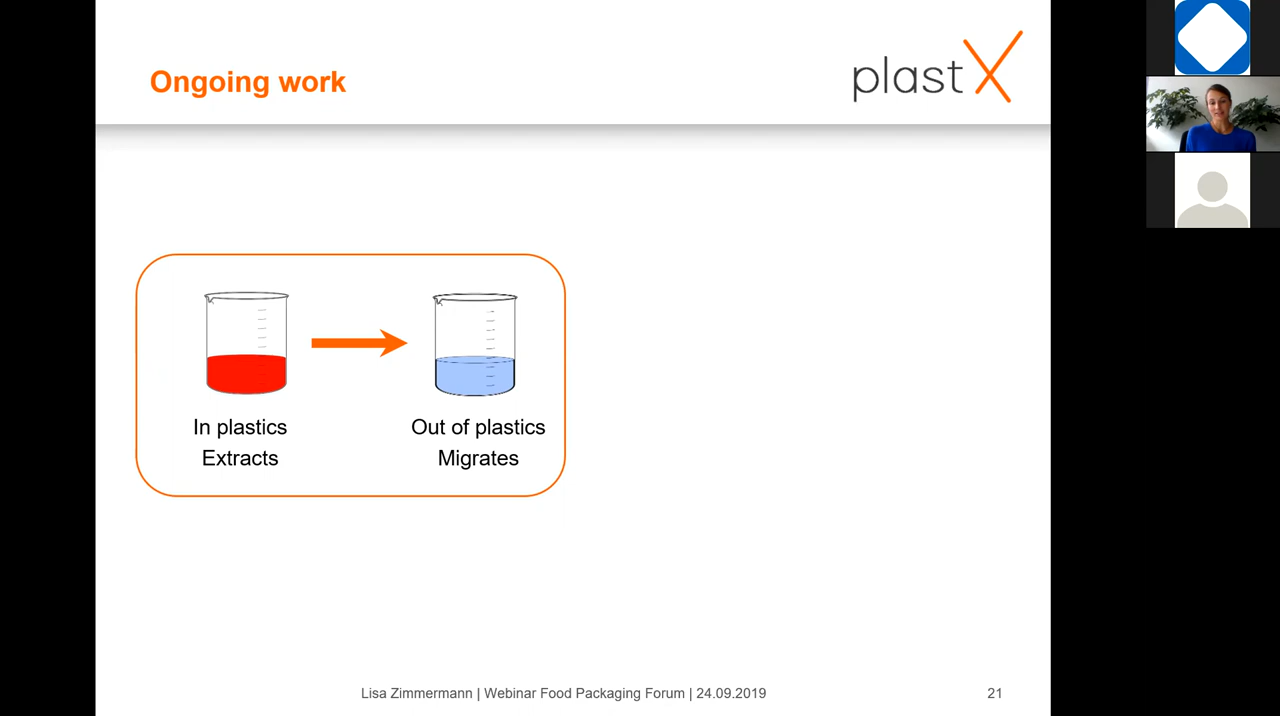 Ongoing work
plastX
In plastics
Extracts
Out of plastics
Migrates
Lisa Zimmermann | Webinar Food Packaging Forum | 24.09.2019
21